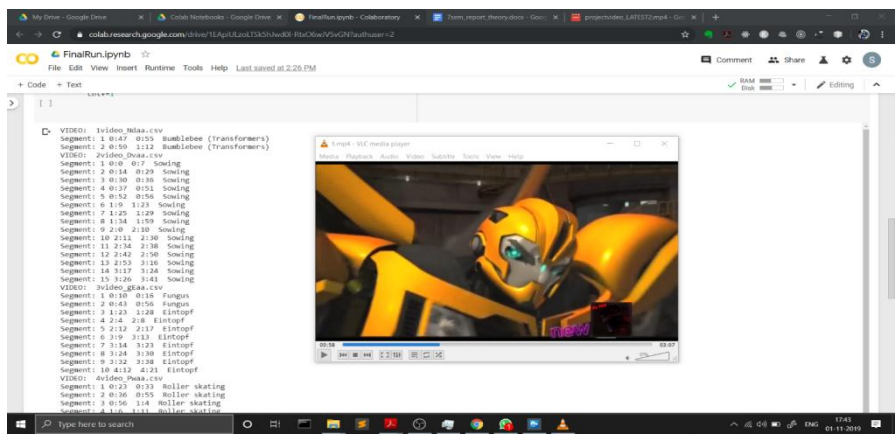 My Drive - Google Drive
Colab Notebooks - Google Drive
FinalRun.ipynb - Colaboratory
7sem_report_theory.docx - Goo
projectvideo_LATEST2.mp4 - Go
colab.research.google.com/drive/
FinalRun.ipynb
Comment
Share
S
File Edit View Insert Runtime Tools Help Last saved at 2:26 PM
+ Code + Text
RAM
Disk
Editing
[ ]
VIDEO: 1video_Ndaa.csv
Segment: 1 0:47 0:55 Bumblebee (Transformers)
Segment: 2 0:59 1:12 Bumblebee (Transformers)
VIDEO: 2video_Dvaa.csv
Segment: 1 0:0 0:7 Sowing
Segment: 2 0:14 0:29 Sowing
Segment: 3 0:30 0:36 Sowing
Segment: 4 0:37 0:51 Sowing
Segment: 5 0:52 0:56 Sowing
Segment: 6 1:9 1:23 Sowing
Segment: 7 1:25 1:29 Sowing
Segment: 8 1:34 1:59 Sowing
Segment: 9 2:0 2:10 Sowing
Segment: 10 2:11 2:30 Sowing
Segment: 11 2:34 2:38 Sowing
Segment: 12 2:42 2:50 Sowing
Segment: 13 2:53 3:16 Sowing
Segment: 14 3:17 3:24 Sowing
Segment: 15 3:26 3:41 Sowing
VIDEO: 3video_gEaa.csv
Segment: 1 0:10 0:16 Fungus
Segment: 2 0:43 0:56 Fungus
Segment: 3 1:23 1:28 Eintopf
Segment: 4 2:4 2:8 Eintopf
Segment: 5 2:12 2:17 Eintopf
Segment: 6 3:9 3:13 Eintopf
Segment: 7 3:14 3:23 Eintopf
Segment: 8 3:24 3:30 Eintopf
Segment: 9 3:32 3:38 Eintopf
Segment: 10 4:12 4:21 Eintopf
VIDEO: 4video_Pwaa.csv
Segment: 1 0:23 0:33 Roller skating
Segment: 2 0:36 0:55 Roller skating
Segment: 3 0:56 1:4 Roller skating
Segment: 4 1:6 1:11 Roller skating
1.mp4 - VLC media player
Media Playback Audio Video Subtitle Tools View Help
new
00:58
03:07
Type here to search
ENG
17:43
01-11-2019